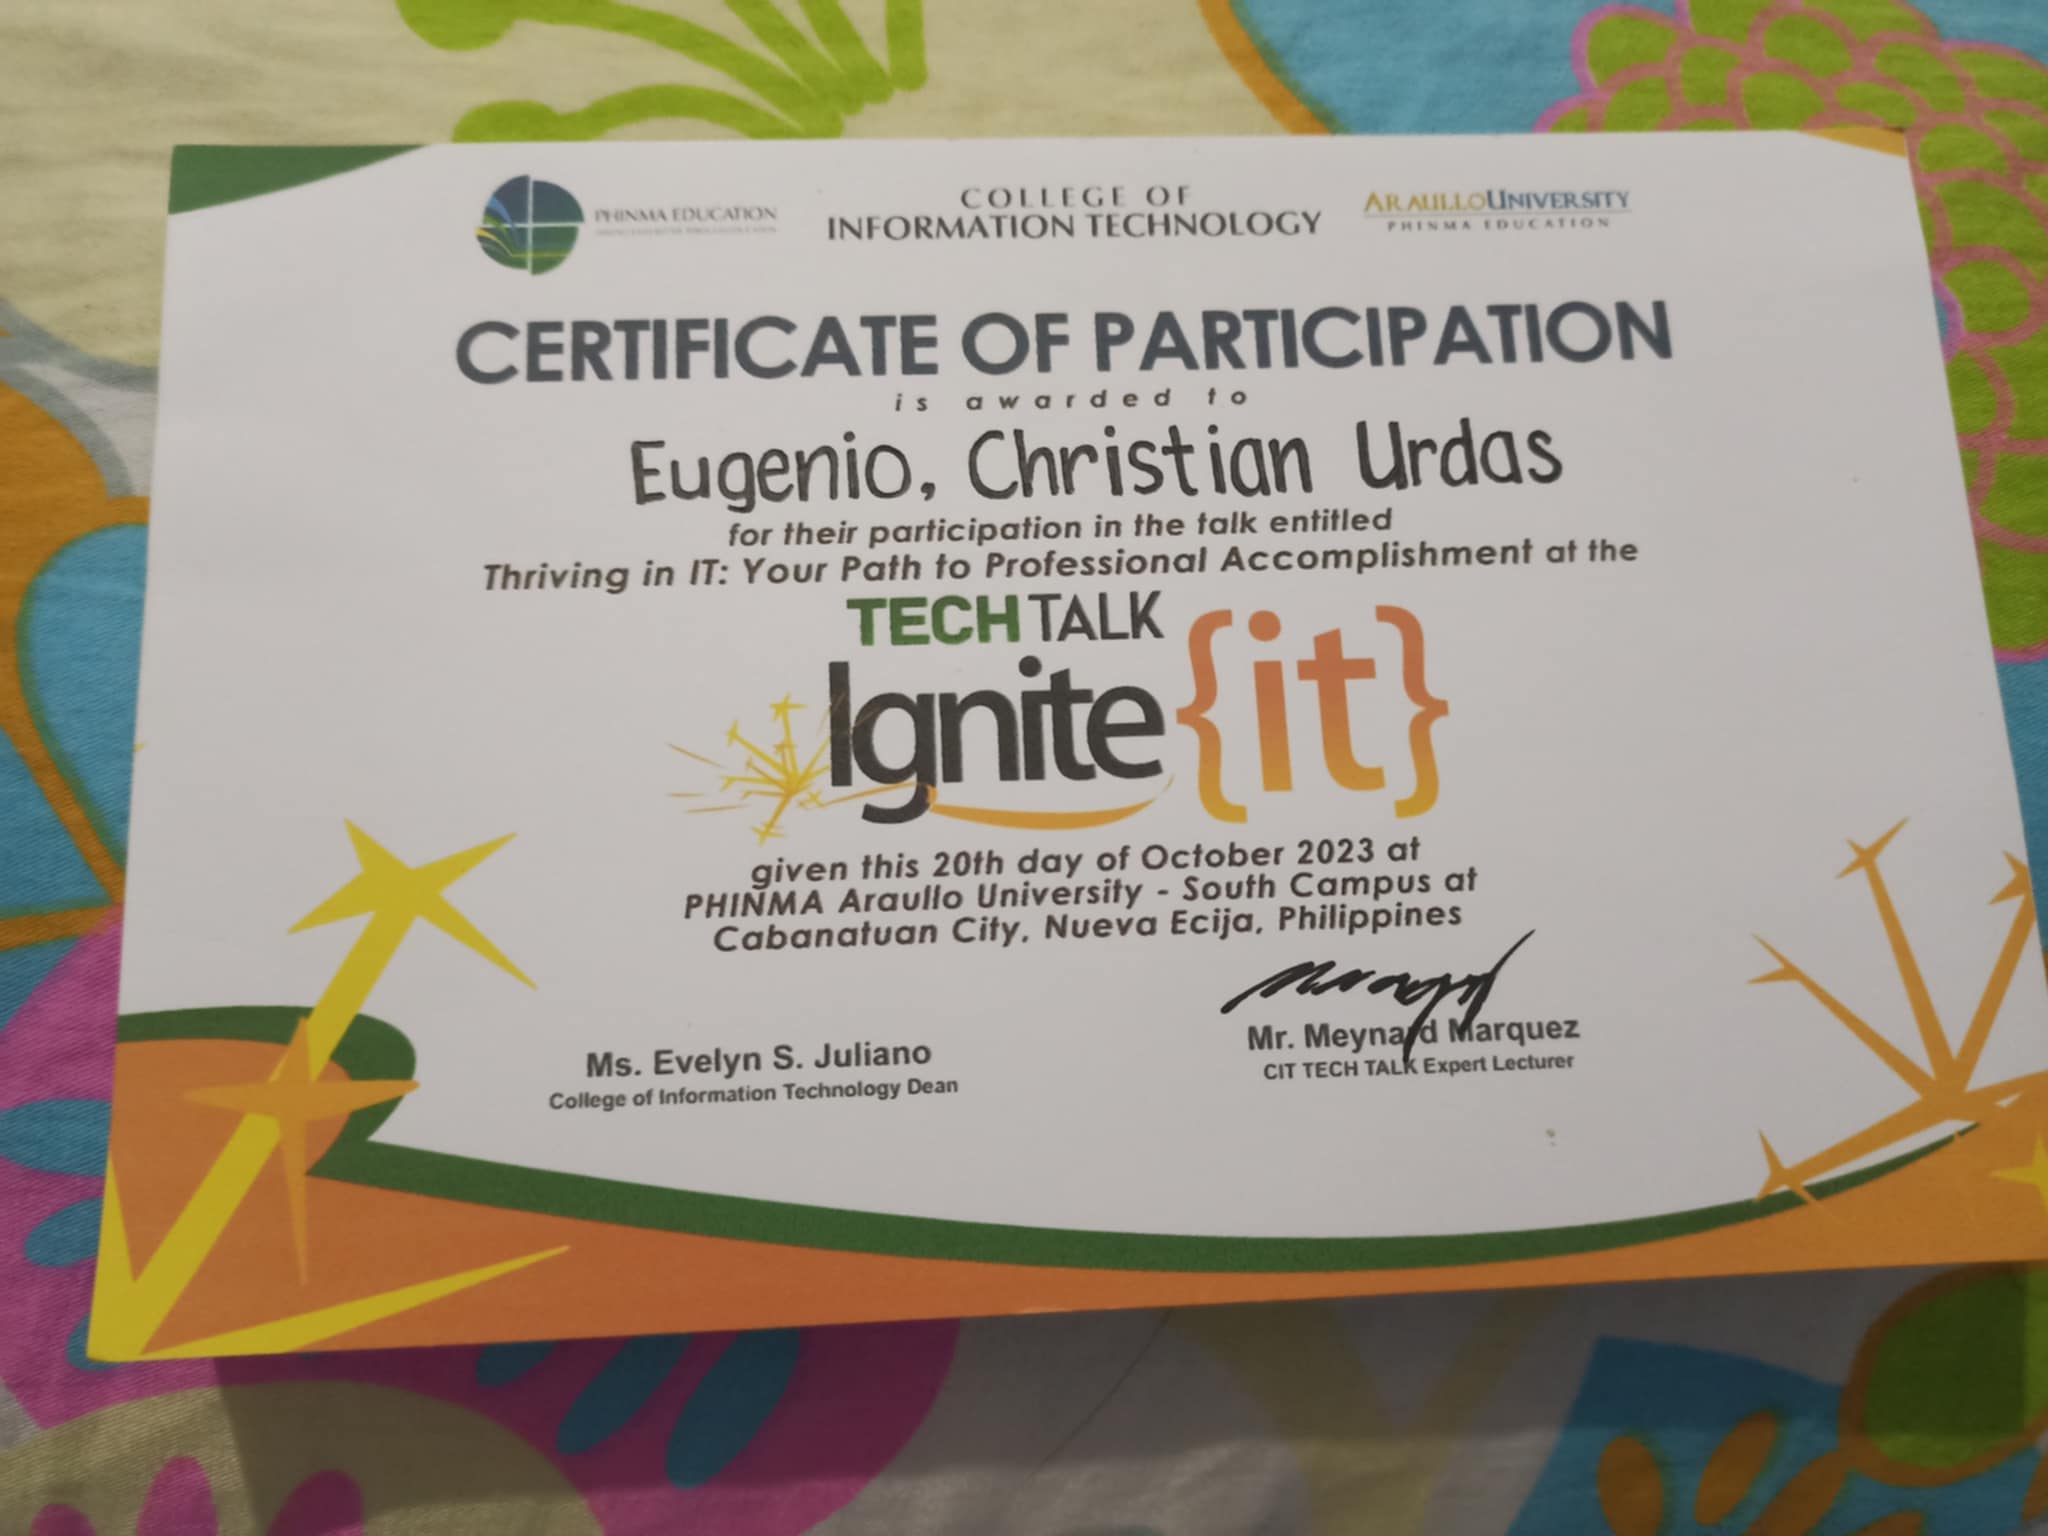 PHINMA EDUCATION
COLLEGE OF
INFORMATION TECHNOLOGY
ARAULLO UNIVERSITY
PHINMA EDUCATION
CERTIFICATE OF PARTICIPATION
is awarded to
Eugenio, Christian Urdas
for their participation in the talk entitled
Thriving in IT: Your Path to Professional Accomplishment at the
TECH TALK
Ignite {it}
given this 20th day of October 2023 at
PHINMA Araullo University - South Campus at
Cabanatuan City, Nueva Ecija, Philippines
Ms. Evelyn S. Juliano
College of Information Technology Dean
Mr. Meynard Marquez
CIT TECH TALK Expert Lecturer